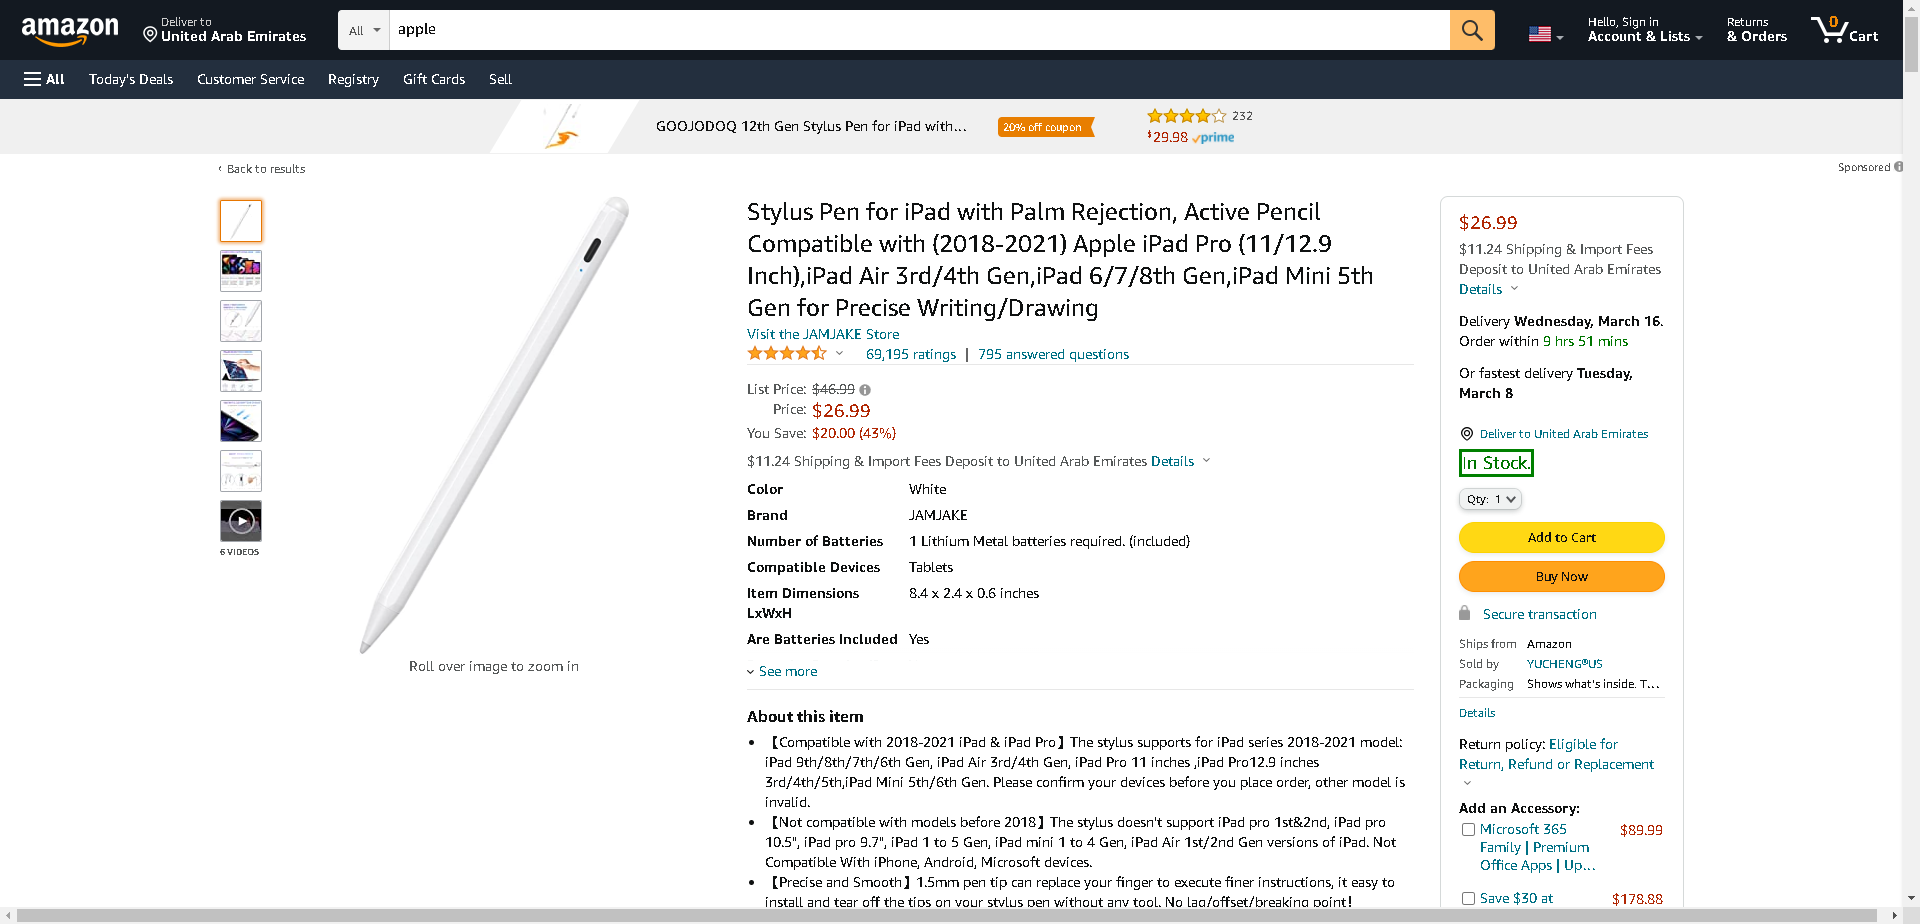 amazon
Deliver to
United Arab Emirates
All
apple
Hello, Sign in
Account & Lists
Returns
& Orders
0
Cart
All
Today's Deals
Customer Service
Registry
Gift Cards
Sell
GOOJODOQ 12th Gen Stylus Pen for iPad with...
20% off coupon
232
$29.98 prime
‹ Back to results
Sponsored
6 VIDEOS
Roll over image to zoom in
Stylus Pen for iPad with Palm Rejection, Active Pencil
Compatible with (2018-2021) Apple iPad Pro (11/12.9
Inch),iPad Air 3rd/4th Gen,iPad 6/7/8th Gen,iPad Mini 5th
Gen for Precise Writing/Drawing
Visit the JAMJAKE Store
69,195 ratings | 795 answered questions
List Price: $46.99
Price: $26.99
You Save: $20.00 (43%)
$11.24 Shipping & Import Fees Deposit to United Arab Emirates Details
Color White
Brand JAMJAKE
Number of Batteries 1 Lithium Metal batteries required. (included)
Compatible Devices Tablets
Item Dimensions 8.4 x 2.4 x 0.6 inches
LxWxH
Are Batteries Included Yes
See more
About this item
• 【Compatible with 2018-2021 iPad & iPad Pro】The stylus supports for iPad series 2018-2021 model:
iPad 9th/8th/7th/6th Gen, iPad Air 3rd/4th Gen, iPad Pro 11 inches ,iPad Pro12.9 inches
3rd/4th/5th,iPad Mini 5th/6th Gen. Please confirm your devices before you place order, other model is
invalid.
• 【Not compatible with models before 2018】The stylus doesn't support iPad pro 1st&2nd, iPad pro
10.5", iPad pro 9.7", iPad 1 to 5 Gen, iPad mini 1 to 4 Gen, iPad Air 1st/2nd Gen versions of iPad. Not
Compatible With iPhone, Android, Microsoft devices.
• 【Precise and Smooth】1.5mm pen tip can replace your finger to execute finer instructions, it easy to
install and tear off the tips on your stylus pen without any tool. No lag/offset/breaking point!
$26.99
$11.24 Shipping & Import Fees
Deposit to United Arab Emirates
Details
Delivery Wednesday, March 16.
Order within 9 hrs 51 mins
Or fastest delivery Tuesday,
March 8
Deliver to United Arab Emirates
In Stock.
Qty: 1
Add to Cart
Buy Now
Secure transaction
Ships from Amazon
Sold by YUCHENG®US
Packaging Shows what's inside. T...
Details
Return policy: Eligible for
Return, Refund or Replacement
Add an Accessory:
Microsoft 365 $89.99
Family | Premium
Office Apps | Up...
Save $30 at $178.88